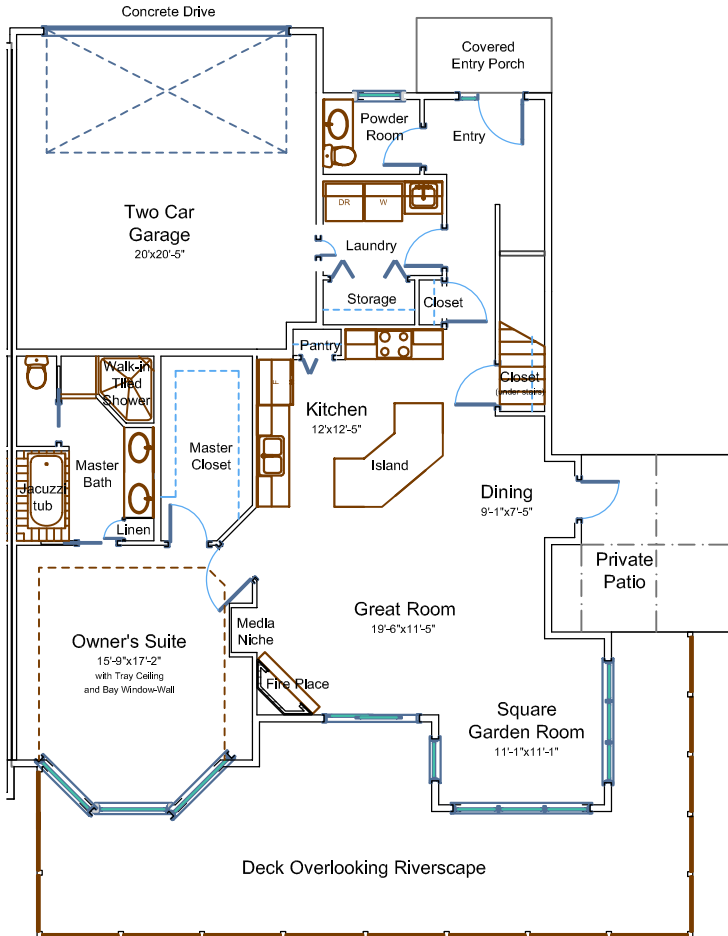 Concrete Drive
Covered
Entry Porch
Powder
Room
Entry
Two Car
Garage
20'x20'-5"
DR
W
Laundry
Storage
Closet
Pantry
Walk-in
Tiled
Shower
F
Kitchen
12'x12'-5"
Closet
(under stairs)
Master
Closet
Island
Master
Bath
Jacuzzi
tub
Linen
Dining
9'-1"x7'-5"
Private
Patio
Great Room
19'-6"x11'-5"
Media
Niche
Owner's Suite
15'-9"x17'-2"
with Tray Ceiling
and Bay Window-Wall
Fire Place
Square
Garden Room
11'-1"x11'-1"
Deck Overlooking Riverscape